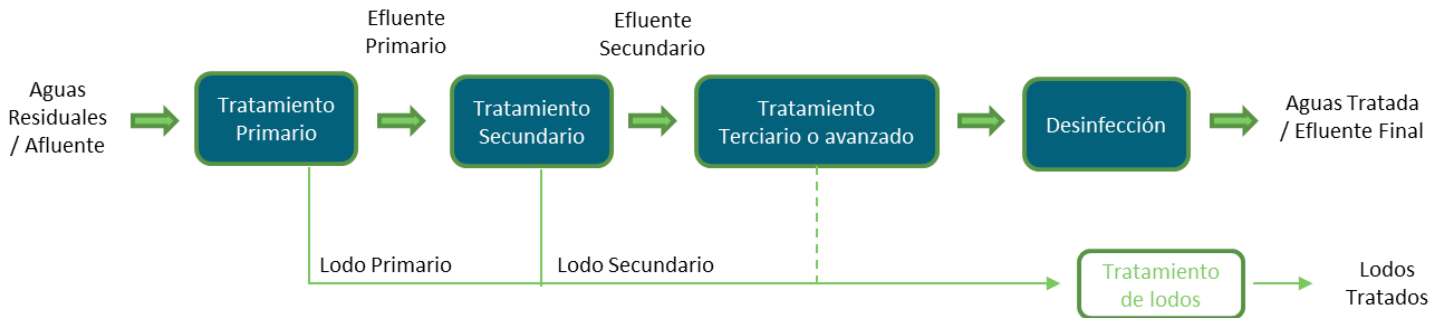 Efluente
Primario
Efluente
Secundario
Aguas
Residuales
/ Afluente
Tratamiento
Primario
Tratamiento
Secundario
Tratamiento
Terciario o avanzado
Desinfección
Aguas Tratada
/ Efluente Final
Lodo Primario
Lodo Secundario
Tratamiento
de lodos
Lodos
Tratados